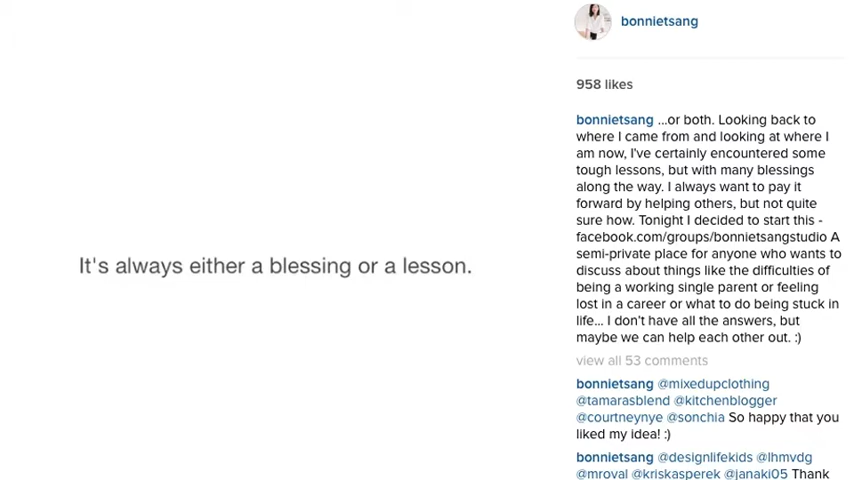 It's always either a blessing or a lesson.
bonnietsang
958 likes
bonnietsang ...or both. Looking back to
where I came from and looking at where I
am now, I've certainly encountered some
tough lessons, but with many blessings
along the way. I always want to pay it
forward by helping others, but not quite
sure how. Tonight I decided to start this -
facebook.com/groups/bonnietsangstudio A
semi-private place for anyone who wants to
discuss about things like the difficulties of
being a working single parent or feeling
lost in a career or what to do being stuck in
life... I don't have all the answers, but
maybe we can help each other out. :)
view all 53 comments
bonnietsang @mixedupclothing
@tamarasblend @kitchenblogger
@courtneynye @sonchia So happy that you
liked my idea! :)
bonnietsang @designlifekids @lhmvdg
@mroval @kriskasperek @janaki05 Thank